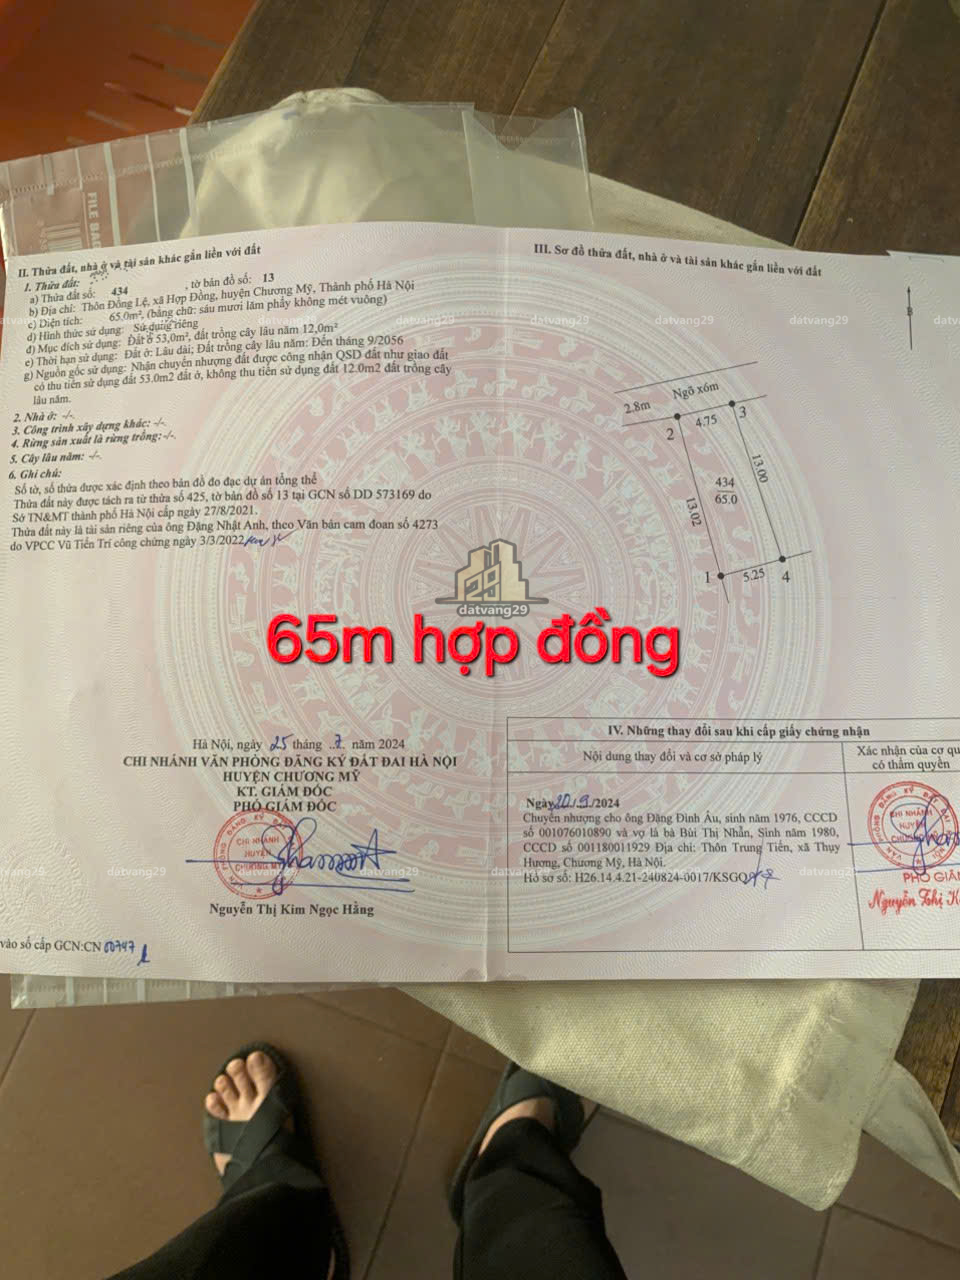 FILE BAG
II. Thửa đất, nhà ở và tài sản khác gắn liền với đất
1. Thửa đất:
a) Thửa đất số: 434 , tờ bản đồ số: 13
b) Địa chỉ: Thôn Đồng Lệ, xã Hợp Đồng, huyện Chương Mỹ, Thành phố Hà Nội
c) Diện tích: 65.0m², (bằng chữ: sáu mươi lăm phẩy không mét vuông)
d) Hình thức sử dụng: Sử dụng riêng
đ) Mục đích sử dụng: Đất ở 53,0m², đất trồng cây lâu năm 12,0m²
e) Thời hạn sử dụng: Đất ở: Lâu dài; Đất trồng cây lâu năm: Đến tháng 9/2056
g) Nguồn gốc sử dụng: Nhận chuyển nhượng đất được công nhận QSD đất như giao đất
có thu tiền sử dụng đất 53.0m2 đất ở, không thu tiền sử dụng đất 12.0m2 đất trồng cây
lâu năm.
2. Nhà ở: -/-.
3. Công trình xây dựng khác: -/-.
4. Rừng sản xuất là rừng trồng: -/-.
5. Cây lâu năm: -/-.
6. Ghi chú:
Số tờ, số thửa được xác định theo bản đồ đo đạc dự án tổng thể
Thửa đất này được tách ra từ thửa số 425, tờ bản đồ số 13 tại GCN số DD 573169 do
Sở TN&MT thành phố Hà Nội cấp ngày 27/8/2021.
Thửa đất này là tài sản riêng của ông Đặng Nhật Anh, theo Văn bản cam đoan số 4273
do VPCC Vũ Tiến Trí công chứng ngày 3/3/2022
Hà Nội, ngày 25 tháng .7. năm 2024
CHI NHÁNH VĂN PHÒNG ĐĂNG KÝ ĐẤT ĐAI HÀ NỘI
HUYỆN CHƯƠNG MỸ
KT. GIÁM ĐỐC
PHÓ GIÁM ĐỐC
CHI NHÁNH
HUYỆN
CHƯƠNG MỸ
Nguyễn Thị Kim Ngọc Hằng
vào sổ cấp GCN:CN 00747
III. Sơ đồ thửa đất, nhà ở và tài sản khác gắn liền với đất
B
Ngõ xóm
2.8m
2
4.75
3
13.00
434
65.0
13.02
1
5.25
4
29
datvang29
65m hợp đồng
IV. Những thay đổi sau khi cấp giấy chứng nhận
Nội dung thay đổi và cơ sở pháp lý
Xác nhận của cơ qu
có thẩm quyền
Ngày 20/.9./2024
Chuyển nhượng cho ông Đặng Đình Âu, sinh năm 1976, CCCD
số 001076010890 và vợ là bà Bùi Thị Nhẫn, Sinh năm 1980,
CCCD số 001180011929 Địa chỉ: Thôn Trung Tiến, xã Thụy
Hương, Chương Mỹ, Hà Nội.
Hồ sơ số: H26.14.4.21-240824-0017/KSGQ
CHI NHÁNH
HUYỆN
CHƯƠNG MỸ
PHÓ GIÁM
Nguyễn Thị K